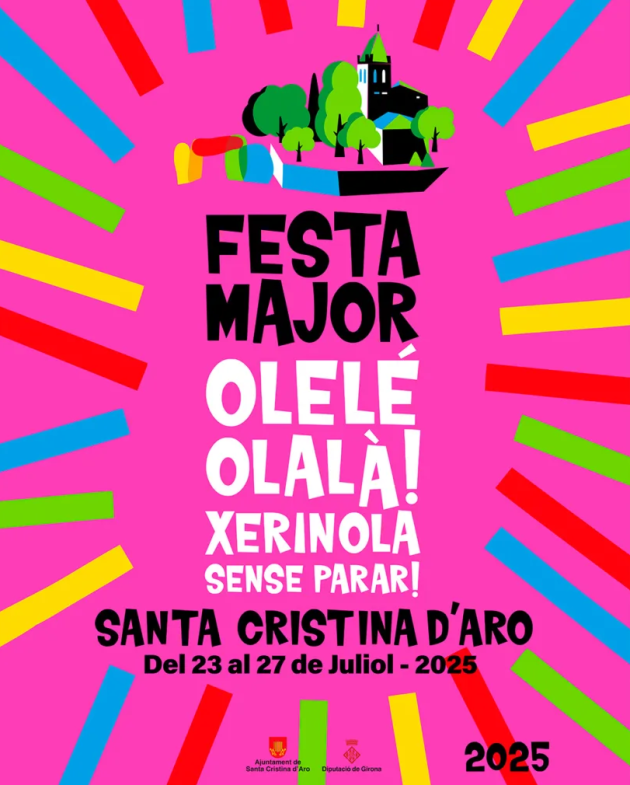 FESTA
MAJOR
OLELÉ
OLALÀ!
XERINOLA
SENSE PARAR!
SANTA CRISTINA D'ARO
Del 23 al 27 de Juliol - 2025
Ajuntament de
Santa Cristina d'Aro
Diputació de Girona
2025